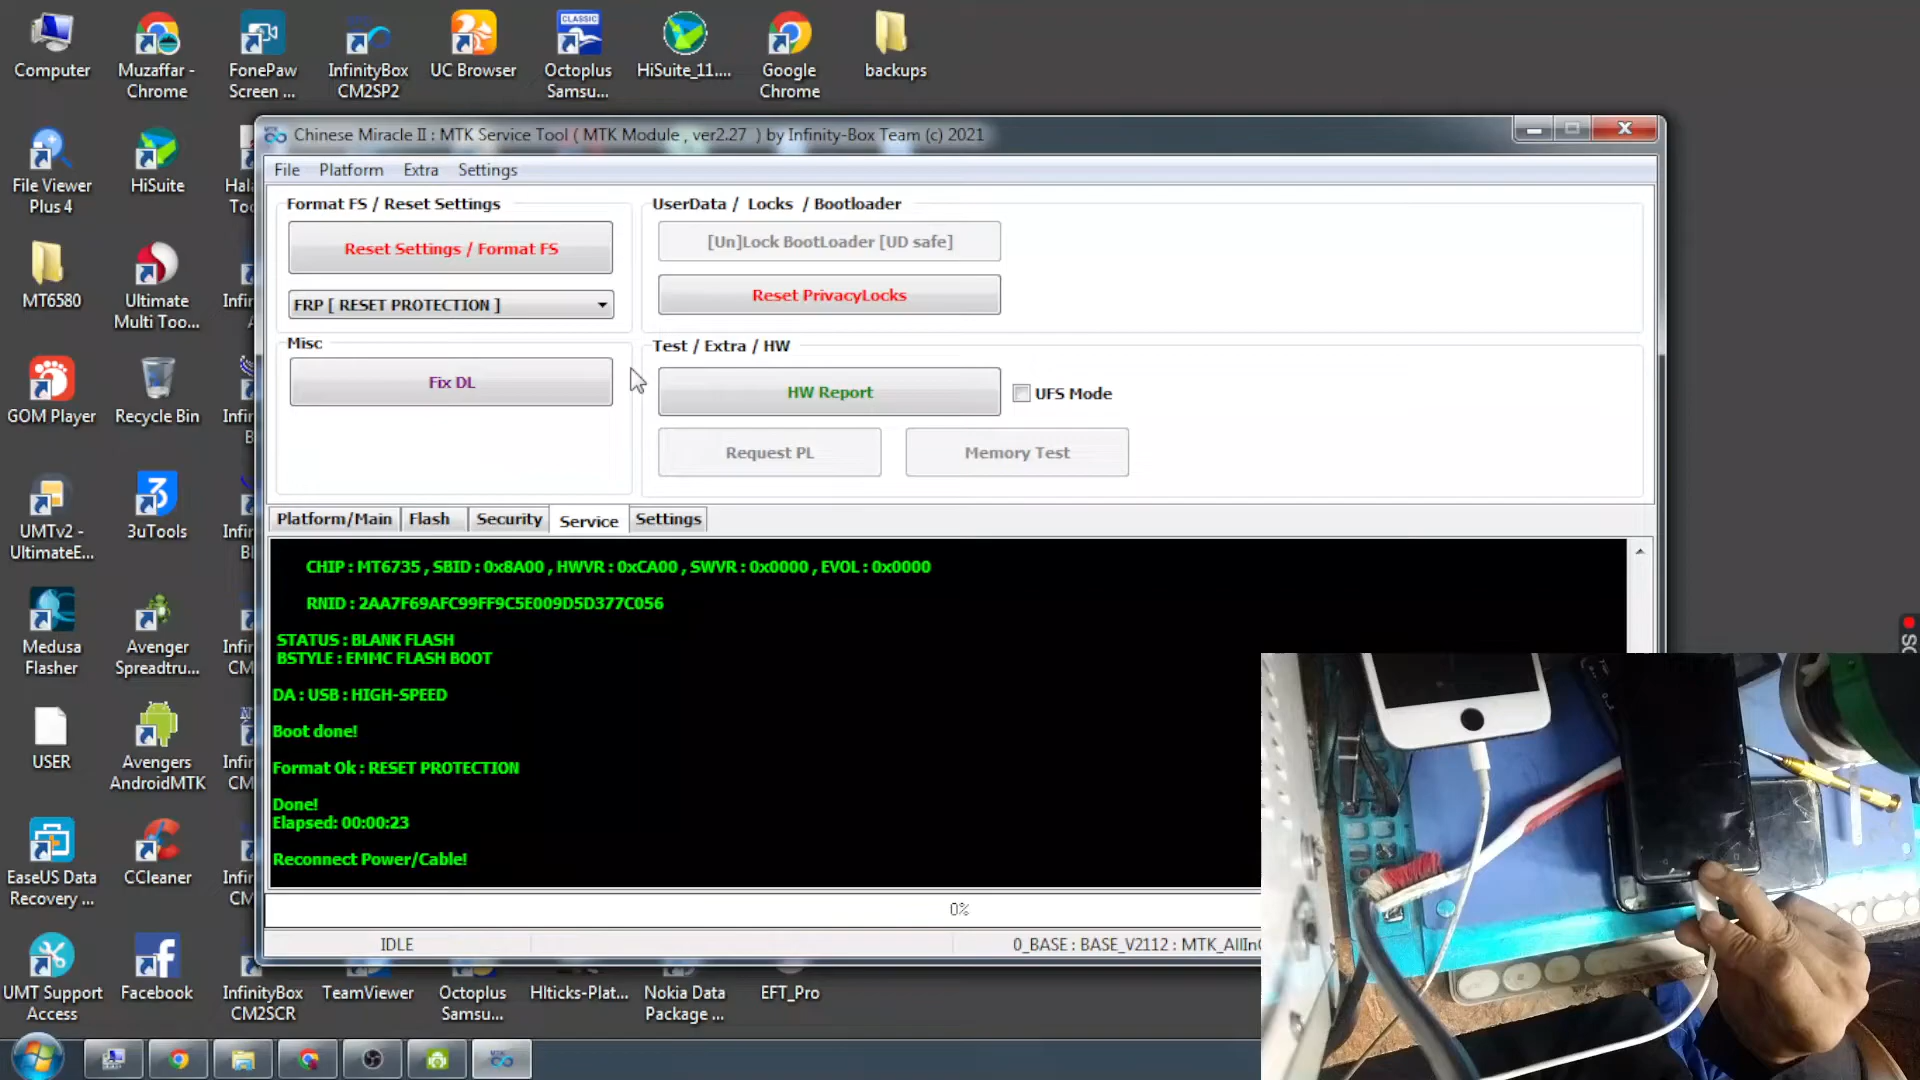 Computer
Muzaffar - Chrome
FonePaw Screen ...
InfinityBox CM2SP2
UC Browser
CLASSIC
Octoplus Samsu...
HiSuite_11....
Google Chrome
backups
File Viewer Plus 4
HiSuite
MT6580
Ultimate Multi Too...
GOM Player
Recycle Bin
UMTv2 - UltimateE...
3uTools
Medusa Flasher
Avenger Spreadtru...
USER
Avengers AndroidMTK
EaseUS Data Recovery ...
CCleaner
UMT Support Access
Facebook
InfinityBox CM2SCR
TeamViewer
Octoplus Samsu...
Hlticks-Plat...
Nokia Data Package ...
EFT_Pro
Chinese Miracle II : MTK Service Tool ( MTK Module , ver2.27 ) by Infinity-Box Team (c) 2021
File Platform Extra Settings
Format FS / Reset Settings
Reset Settings / Format FS
FRP [ RESET PROTECTION ]
UserData / Locks / Bootloader
[Un]Lock BootLoader [UD safe]
Reset PrivacyLocks
Misc
Fix DL
Test / Extra / HW
HW Report
UFS Mode
Request PL
Memory Test
Platform/Main Flash Security Service Settings
CHIP : MT6735 , SBID : 0x8A00 , HWVR : 0xCA00 , SWVR : 0x0000 , EVOL : 0x0000
RNID : 2AA7F69AFC99FF9C5E009D5D377C056
STATUS : BLANK FLASH
BSTYLE : EMMC FLASH BOOT
DA : USB : HIGH-SPEED
Boot done!
Format Ok : RESET PROTECTION
Done!
Elapsed: 00:00:23
Reconnect Power/Cable!
0%
IDLE
0_BASE : BASE_V2112 :